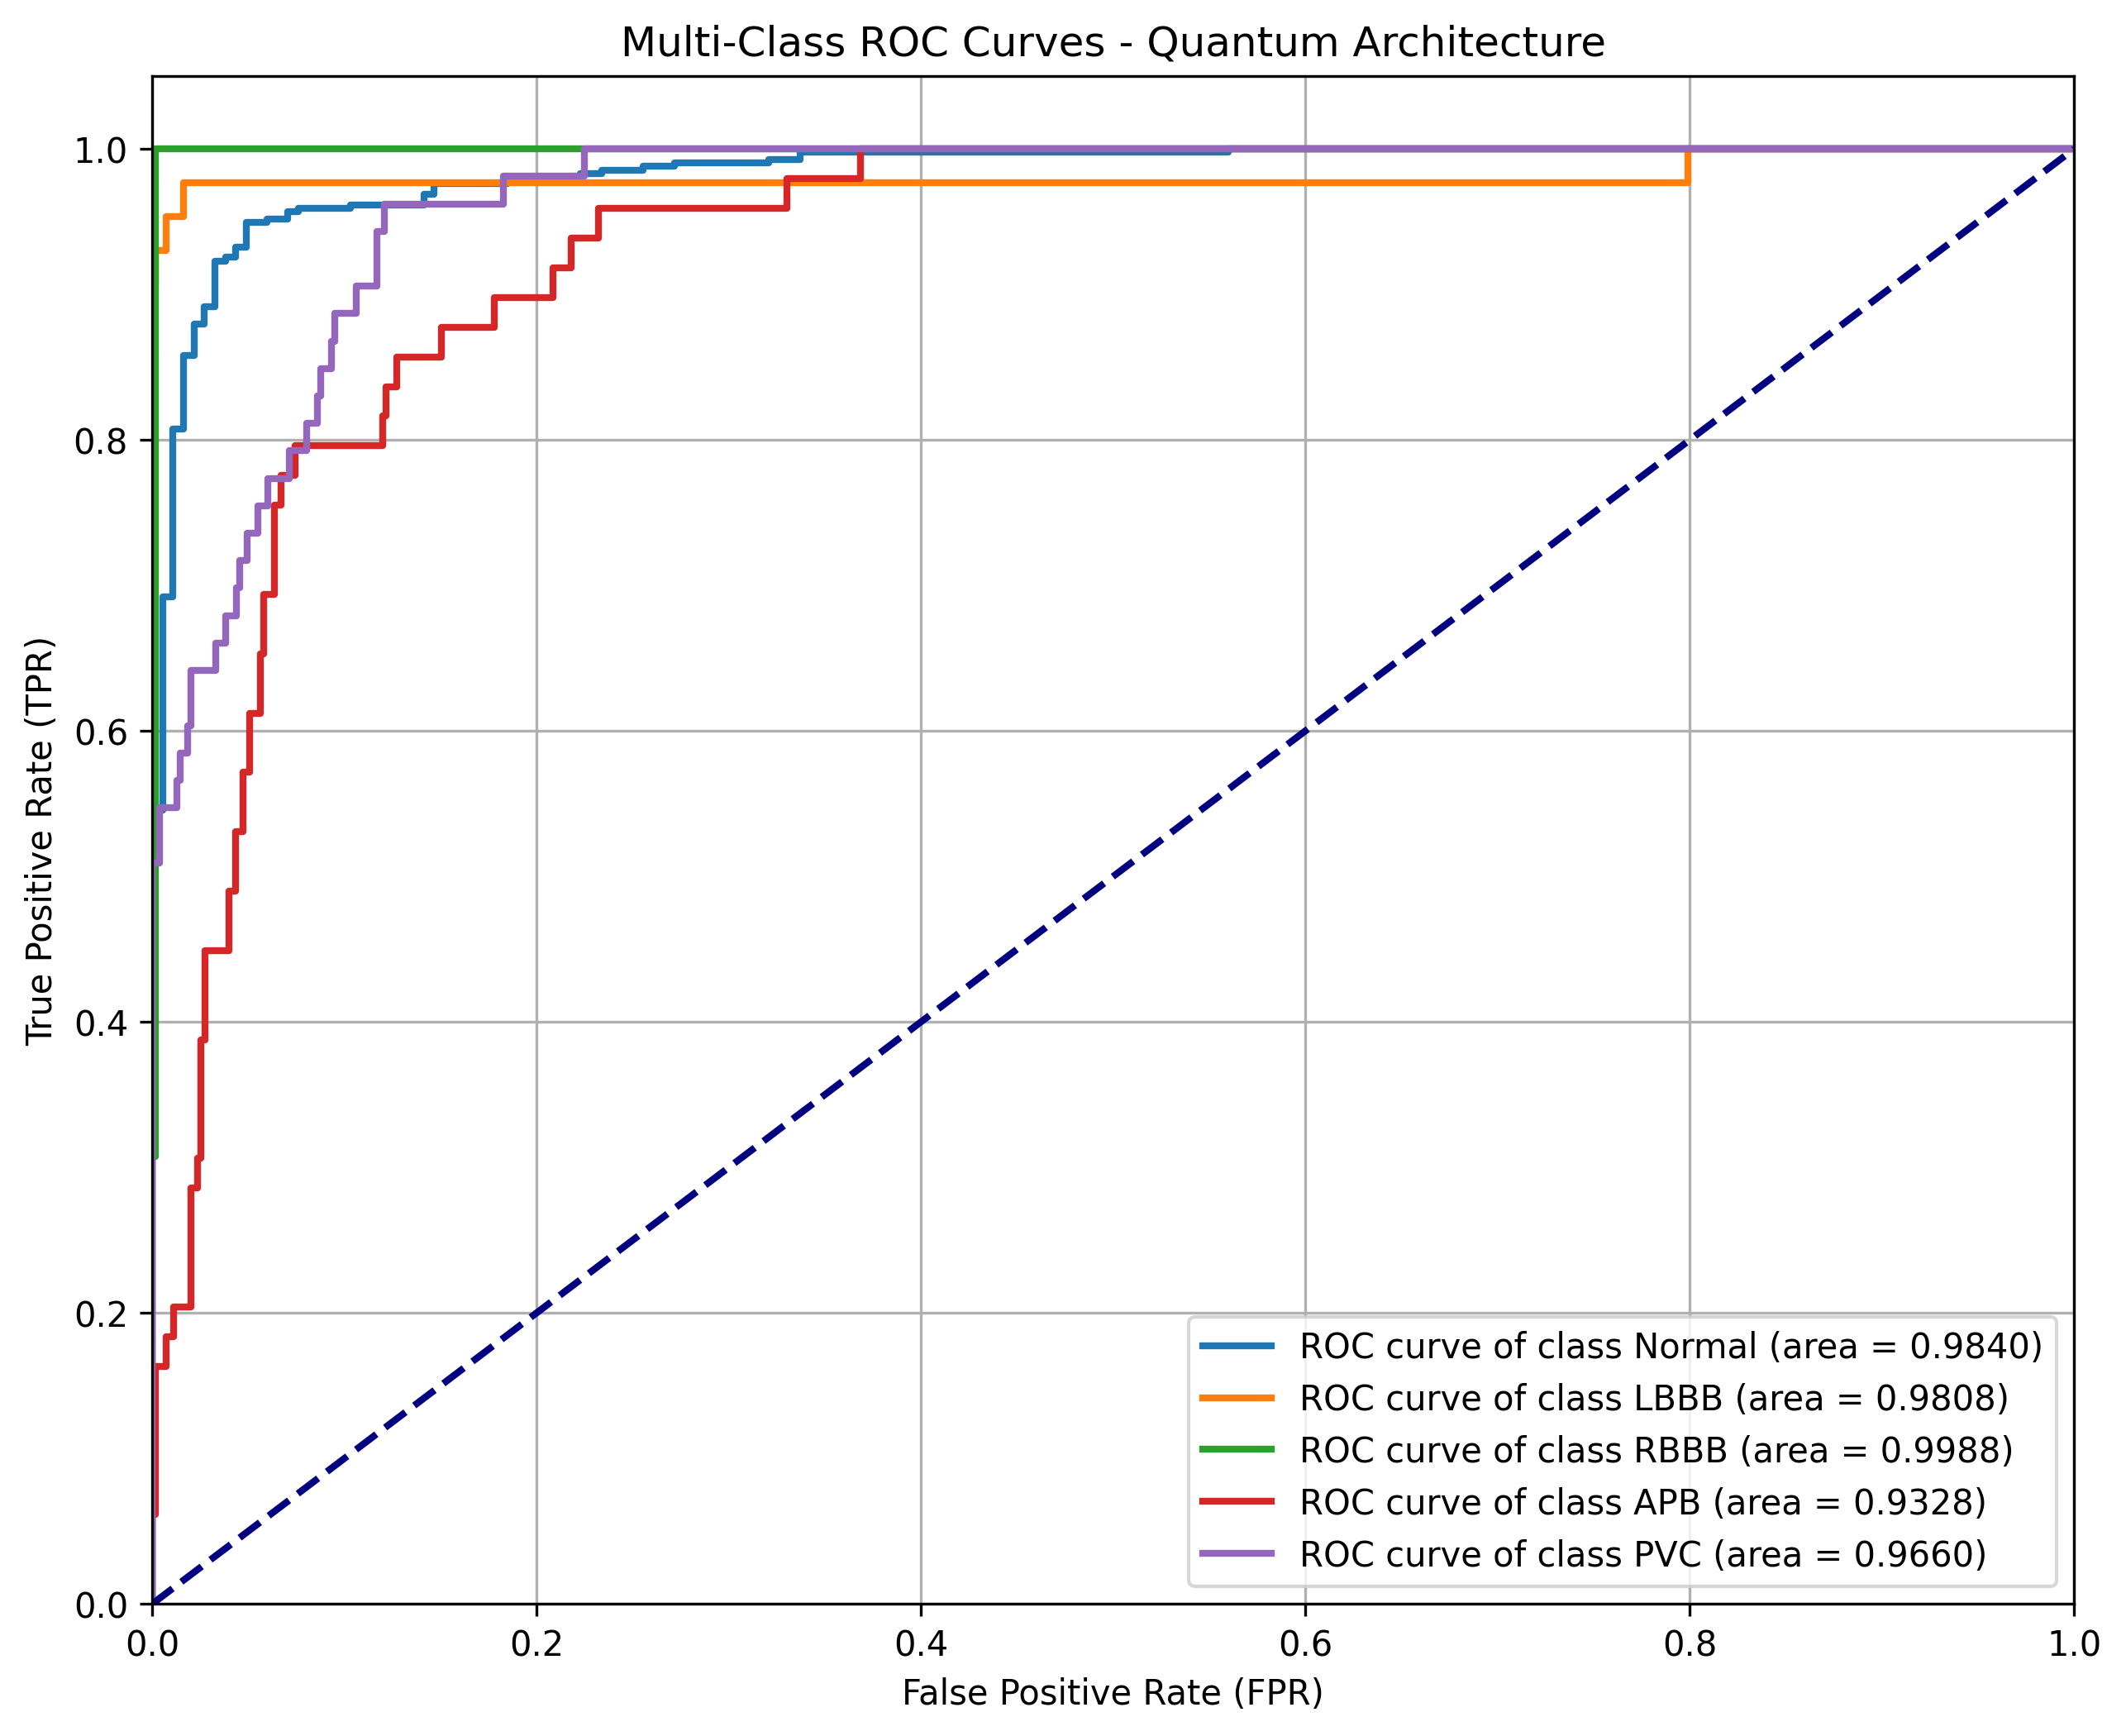 Multi-Class ROC Curves - Quantum Architecture
True Positive Rate (TPR)
1.0
0.8
0.6
0.4
0.2
0.0
0.0 0.2 0.4 0.6 0.8 1.0
False Positive Rate (FPR)
ROC curve of class Normal (area = 0.9840)
ROC curve of class LBBB (area = 0.9808)
ROC curve of class RBBB (area = 0.9988)
ROC curve of class APB (area = 0.9328)
ROC curve of class PVC (area = 0.9660)